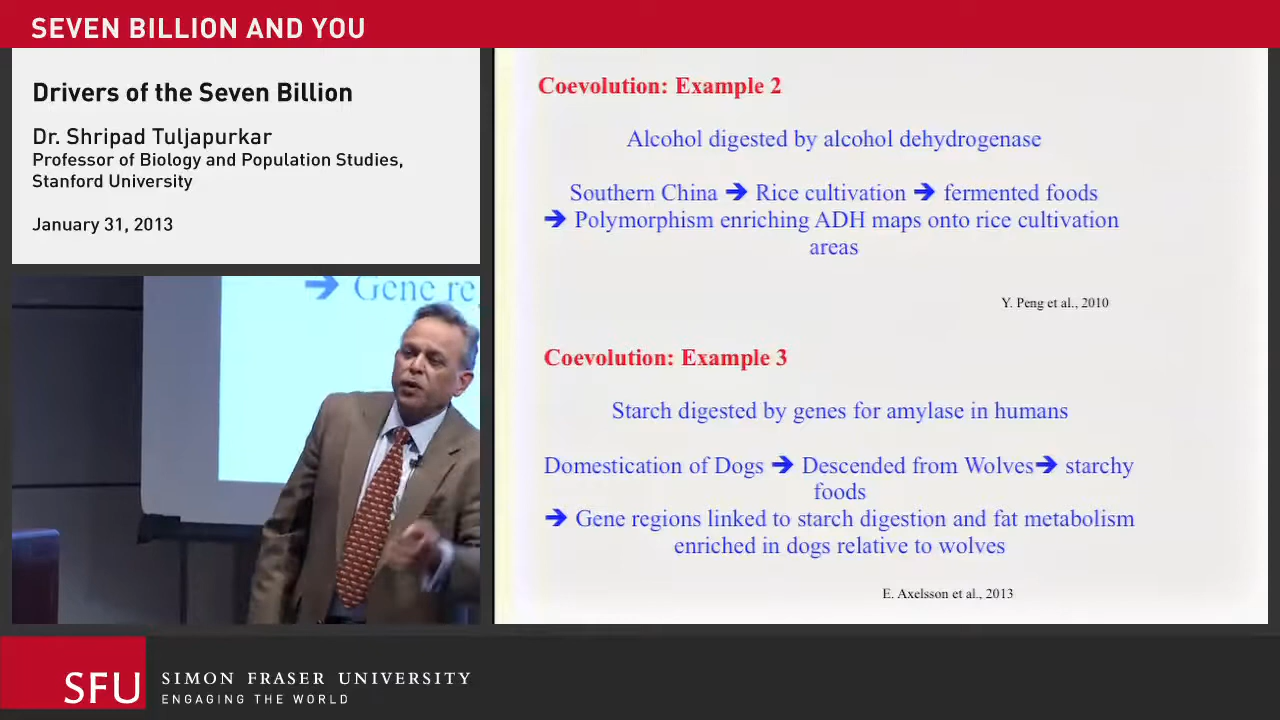 SEVEN BILLION AND YOU
Drivers of the Seven Billion
Dr. Shripad Tuljapurkar
Professor of Biology and Population Studies,
Stanford University
January 31, 2013
➔ Gene re
Coevolution: Example 2
Alcohol digested by alcohol dehydrogenase
Southern China ➔ Rice cultivation ➔ fermented foods
➔ Polymorphism enriching ADH maps onto rice cultivation
areas
Y. Peng et al., 2010
Coevolution: Example 3
Starch digested by genes for amylase in humans
Domestication of Dogs ➔ Descended from Wolves➔ starchy
foods
➔ Gene regions linked to starch digestion and fat metabolism
enriched in dogs relative to wolves
E. Axelsson et al., 2013
SFU SIMON FRASER UNIVERSITY
ENGAGING THE WORLD